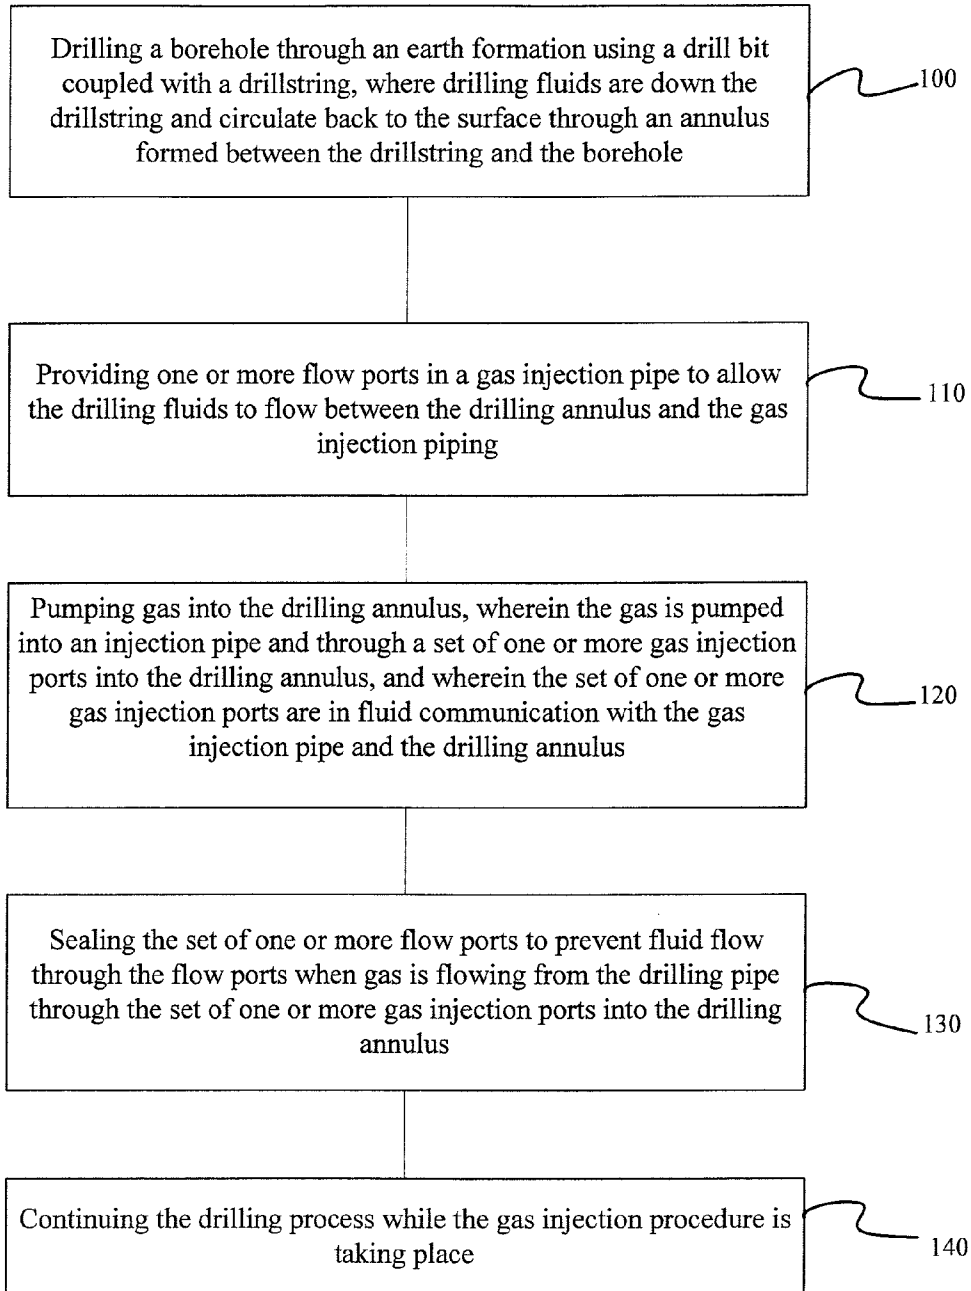 Drilling a borehole through an earth formation using a drill bit
coupled with a drillstring, where drilling fluids are down the
drillstring and circulate back to the surface through an annulus
formed between the drillstring and the borehole
100
Providing one or more flow ports in a gas injection pipe to allow
the drilling fluids to flow between the drilling annulus and the gas
injection piping
110
Pumping gas into the drilling annulus, wherein the gas is pumped
into an injection pipe and through a set of one or more gas injection
ports into the drilling annulus, and wherein the set of one or more
gas injection ports are in fluid communication with the gas
injection pipe and the drilling annulus
120
Sealing the set of one or more flow ports to prevent fluid flow
through the flow ports when gas is flowing from the drilling pipe
through the set of one or more gas injection ports into the drilling
annulus
130
Continuing the drilling process while the gas injection procedure is
taking place
140